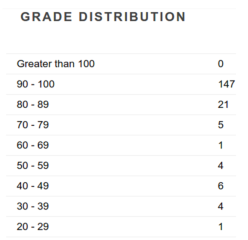 GRADE DISTRIBUTION
Greater than 100 0
90 - 100 147
80 - 89 21
70 - 79 5
60 - 69 1
50 - 59 4
40 - 49 6
30 - 39 4
20 - 29 1